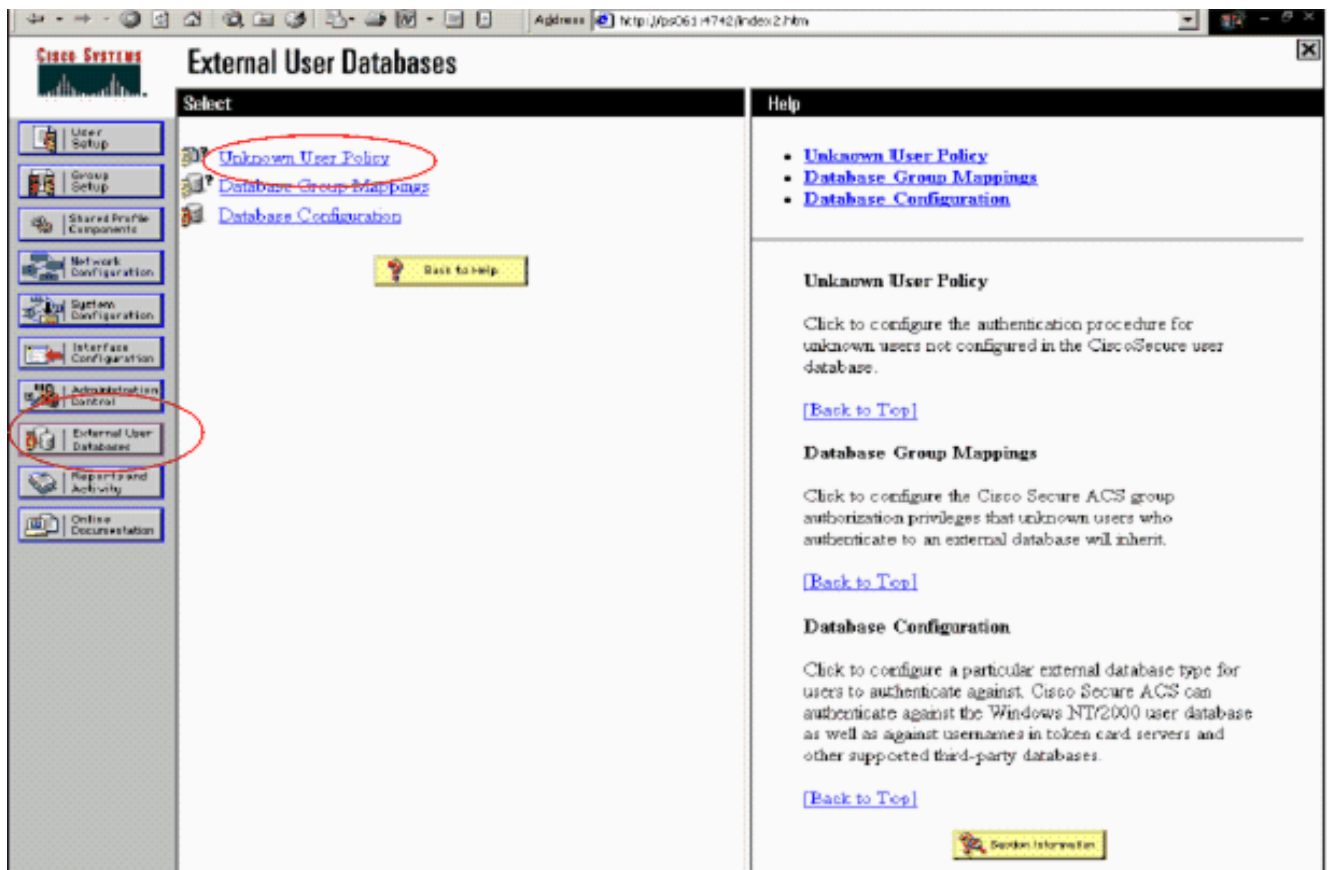 Address http://ps061:4742/index2.htm
CISCO SYSTEMS
External User Databases
Select
Help
User
Setup
Group
Setup
Shared Profile
Components
Network
Configuration
System
Configuration
Interface
Configuration
Administration
Control
External User
Databases
Reports and
Activity
Online
Documentation
Unknown User Policy
Database Group Mappings
Database Configuration
Back to Help
• Unknown User Policy
• Database Group Mappings
• Database Configuration
Unknown User Policy
Click to configure the authentication procedure for
unknown users not configured in the CiscoSecure user
database.
[Back to Top]
Database Group Mappings
Click to configure the Cisco Secure ACS group
authorization privileges that unknown users who
authenticate to an external database will inherit.
[Back to Top]
Database Configuration
Click to configure a particular external database type for
users to authenticate against. Cisco Secure ACS can
authenticate against the Windows NT/2000 user database
as well as against usernames in token card servers and
other supported third-party databases.
[Back to Top]
Section Information